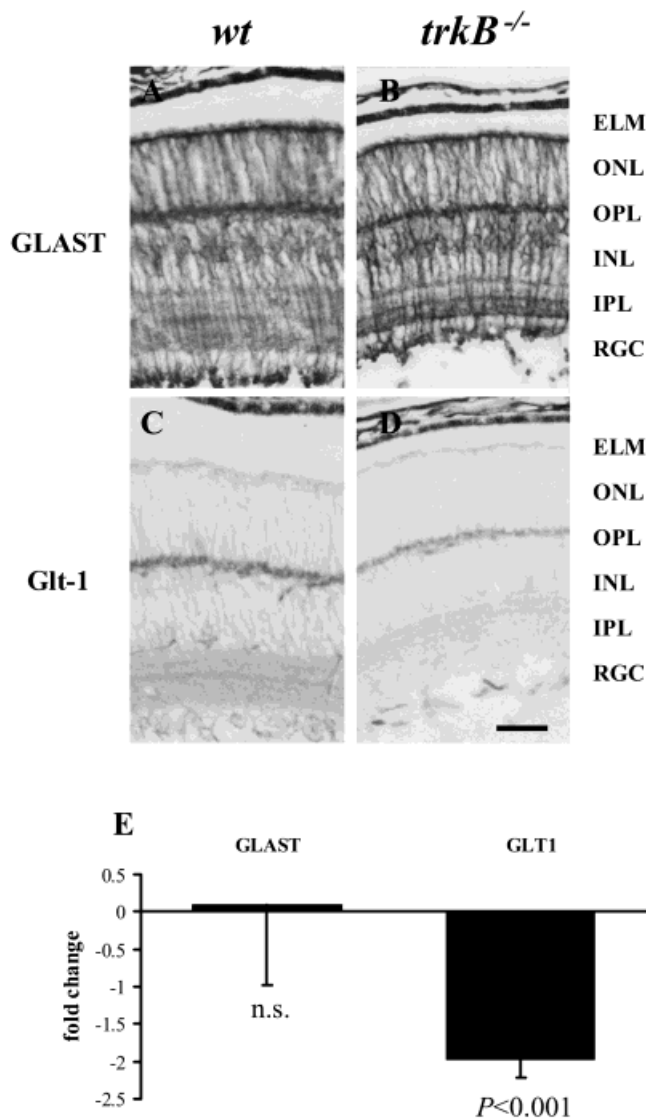 wt trkB -/-
A B
GLAST
ELM
ONL
OPL
INL
IPL
RGC
C D
Glt-1
ELM
ONL
OPL
INL
IPL
RGC
E
GLAST GLT1
fold change
0.5
0
-0.5
-1
-1.5
-2
-2.5
n.s.
P<0.001